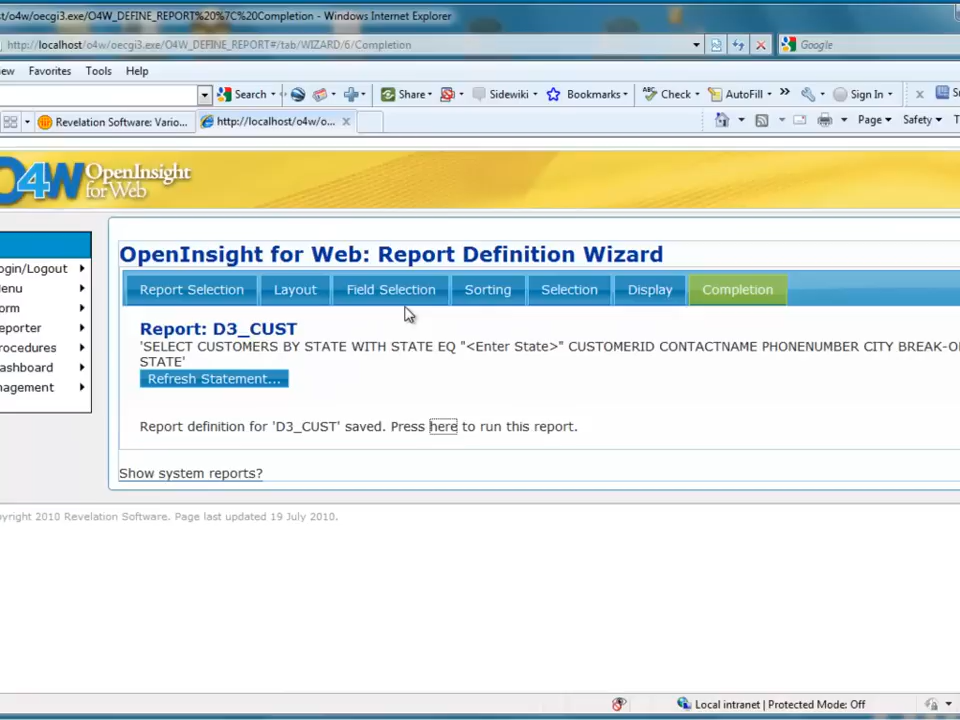 t/o4w/oecgi3.exe/O4W_DEFINE_REPORT%20%7C%20Completion - Windows Internet Explorer
http://localhost/o4w/oecgi3.exe/O4W_DEFINE_REPORT#/tab/WIZARD/6/Completion
Google
ew Favorites Tools Help
Search Share Sidewiki Bookmarks ABC Check AutoFill » Sign In
Revelation Software: Vario... http://localhost/o4w/o... Page Safety
O4W OpenInsight for Web
OpenInsight for Web: Report Definition Wizard
ogin/Logout
enu
orm
eporter
rocedures
ashboard
nagement
Report Selection Layout Field Selection Sorting Selection Display Completion
Report: D3_CUST
'SELECT CUSTOMERS BY STATE WITH STATE EQ "<Enter State>" CUSTOMERID CONTACTNAME PHONENUMBER CITY BREAK-O
STATE'
Refresh Statement...
Report definition for 'D3_CUST' saved. Press here to run this report.
Show system reports?
yright 2010 Revelation Software. Page last updated 19 July 2010.
Local intranet | Protected Mode: Off